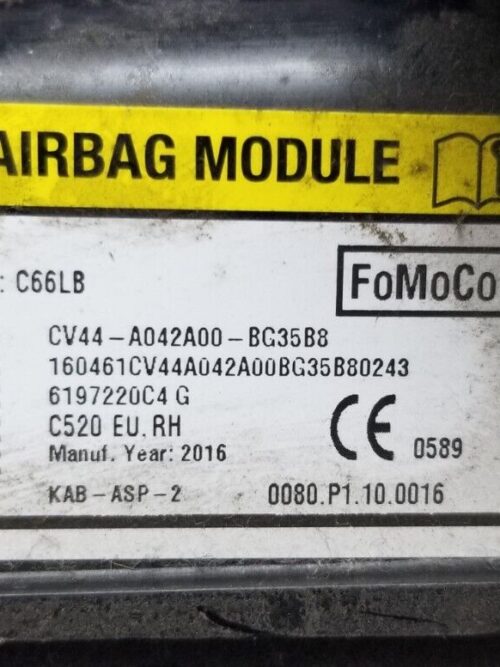 AIRBAG MODULE
: C66LB
FoMoCo
CV44-A042A00-BG35B8
160461CV44A042A00BG35B80243
6197220C4 G
C520 EU. RH
Manuf. Year: 2016
CE 0589
KAB-ASP-2 0080.P1.10.0016